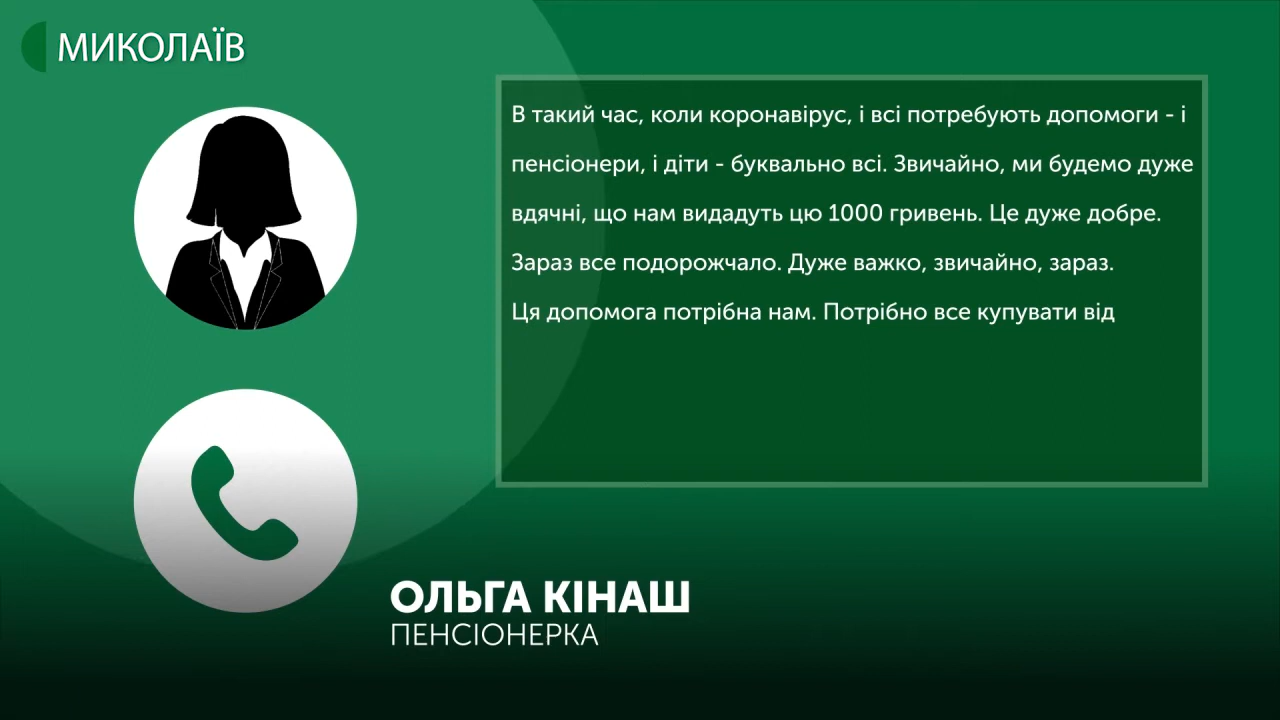 МИКОЛАЇВ
В такий час, коли коронавірус, і всі потребують допомоги - і
пенсіонери, і діти - буквально всі. Звичайно, ми будемо дуже
вдячні, що нам видадуть цю 1000 гривень. Це дуже добре.
Зараз все подорожчало. Дуже важко, звичайно, зараз.
Ця допомога потрібна нам. Потрібно все купувати від
ОЛЬГА КІНАШ
ПЕНСІОНЕРКА